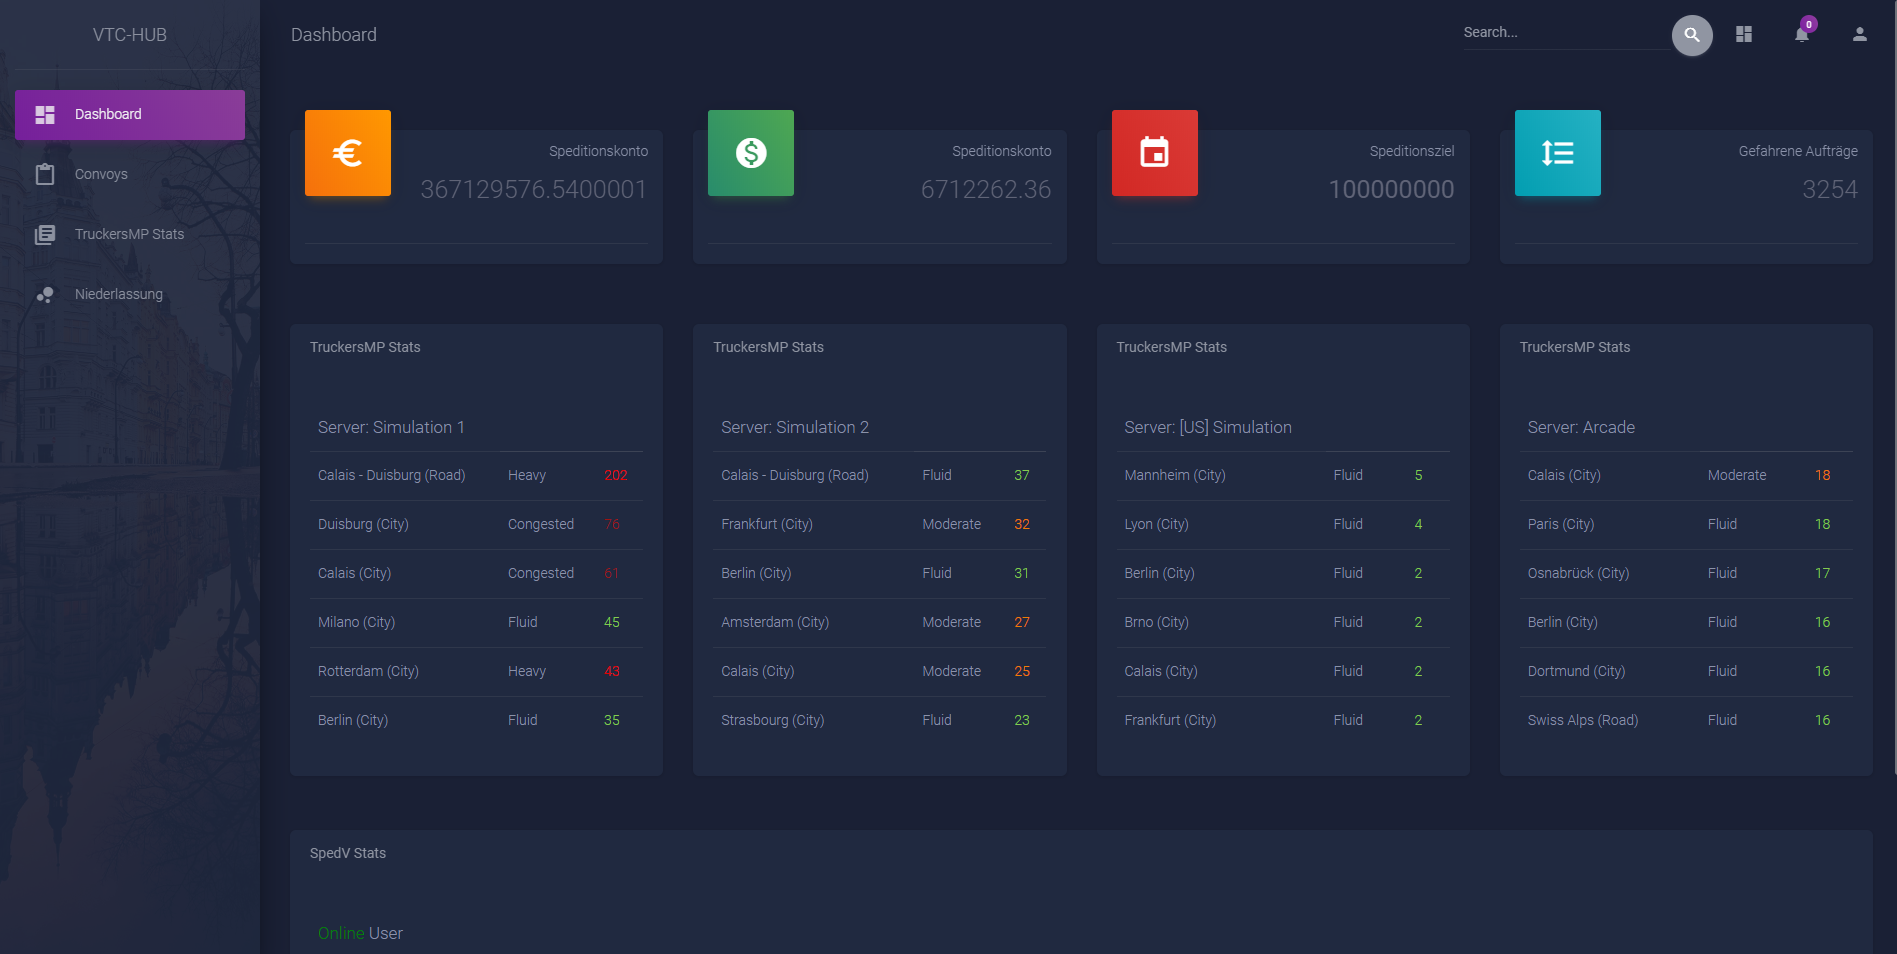 VTC-HUB
Dashboard
Convoys
TruckersMP Stats
Niederlassung
Dashboard
Search...
0
Speditionskonto
367129576.5400001
Speditionskonto
6712262.36
Speditionsziel
100000000
Gefahrene Aufträge
3254
TruckersMP Stats
Server: Simulation 1
Calais - Duisburg (Road) Heavy 202
Duisburg (City) Congested 76
Calais (City) Congested 61
Milano (City) Fluid 45
Rotterdam (City) Heavy 43
Berlin (City) Fluid 35
TruckersMP Stats
Server: Simulation 2
Calais - Duisburg (Road) Fluid 37
Frankfurt (City) Moderate 32
Berlin (City) Fluid 31
Amsterdam (City) Moderate 27
Calais (City) Moderate 25
Strasbourg (City) Fluid 23
TruckersMP Stats
Server: [US] Simulation
Mannheim (City) Fluid 5
Lyon (City) Fluid 4
Berlin (City) Fluid 2
Brno (City) Fluid 2
Calais (City) Fluid 2
Frankfurt (City) Fluid 2
TruckersMP Stats
Server: Arcade
Calais (City) Moderate 18
Paris (City) Fluid 18
Osnabrück (City) Fluid 17
Berlin (City) Fluid 16
Dortmund (City) Fluid 16
Swiss Alps (Road) Fluid 16
SpedV Stats
Online User